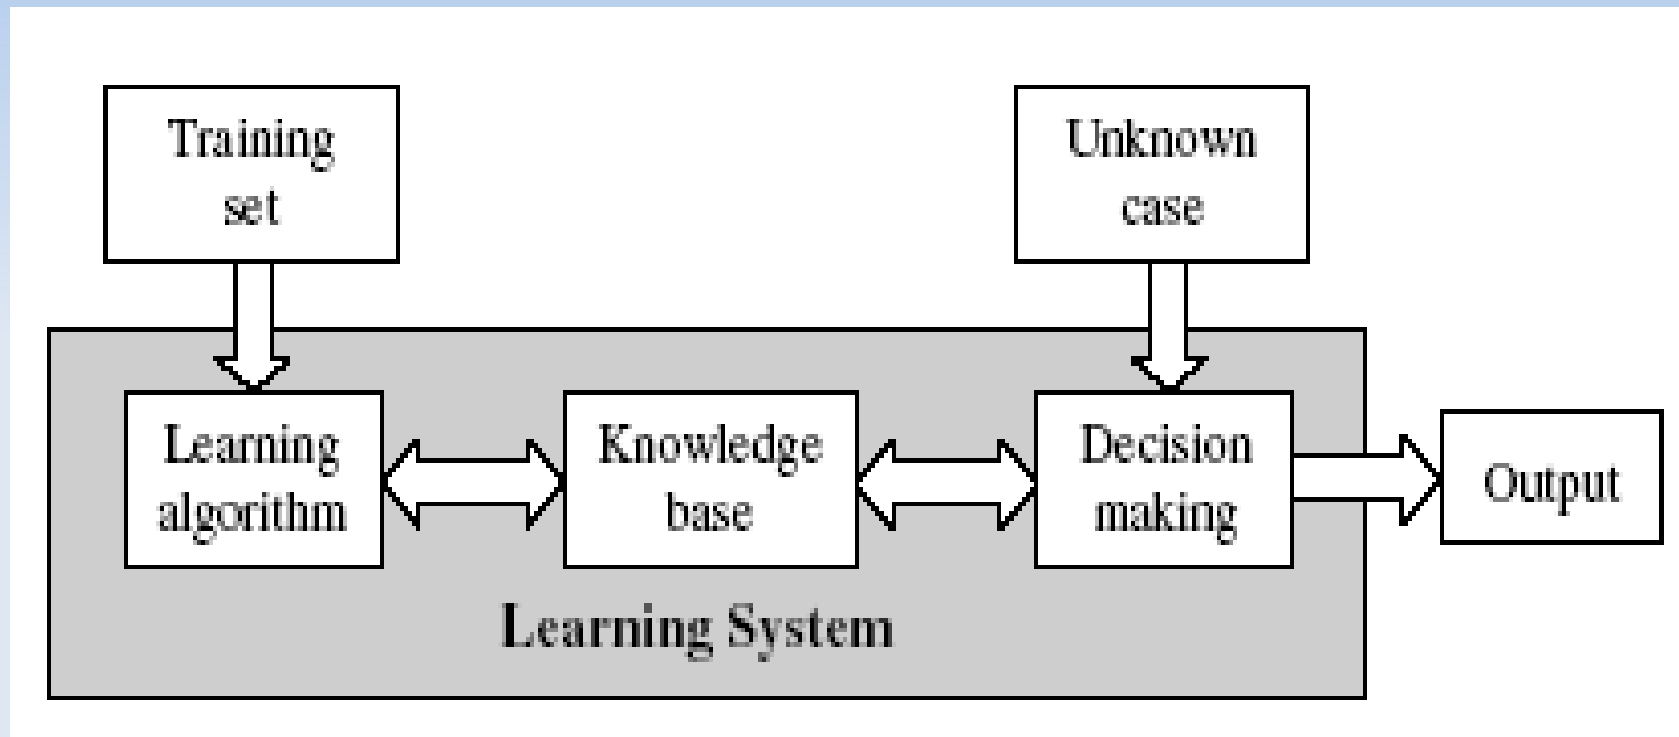 Training
set
Unknown
case
Learning
algorithm
Knowledge
base
Decision
making
Output
Learning System